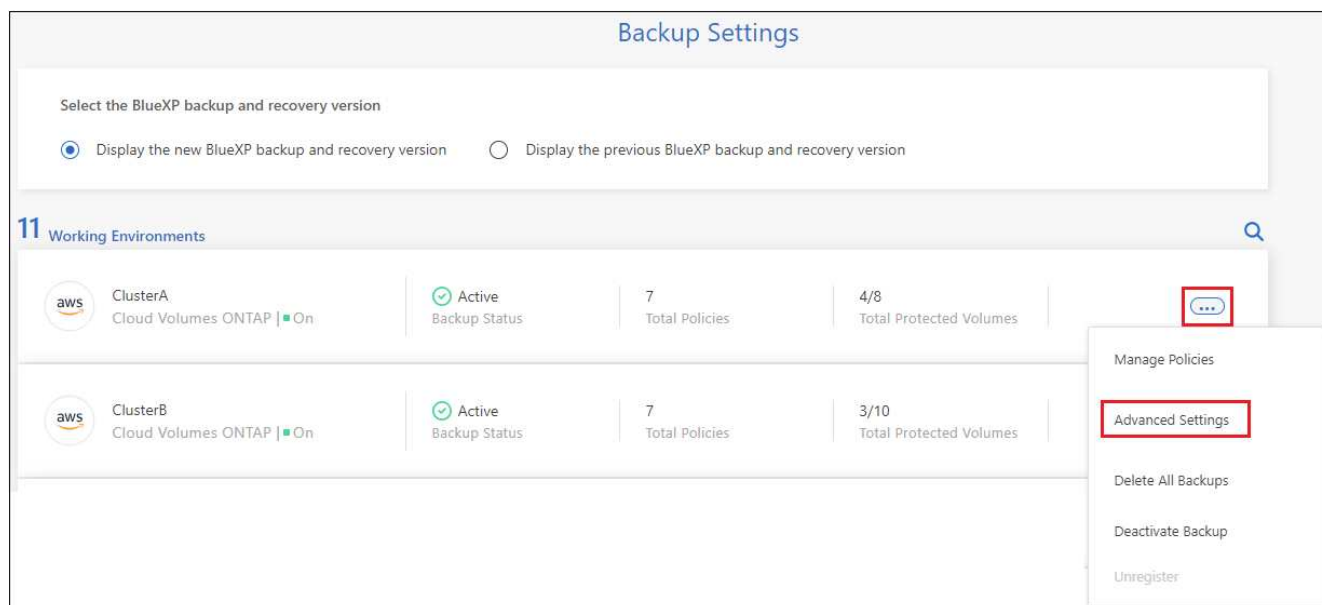 Backup Settings
Select the BlueXP backup and recovery version
Display the new BlueXP backup and recovery version
Display the previous BlueXP backup and recovery version
11 Working Environments
aws
ClusterA
Cloud Volumes ONTAP | On
Active
Backup Status
7
Total Policies
4/8
Total Protected Volumes
...
Manage Policies
Advanced Settings
Delete All Backups
Deactivate Backup
Unregister
aws
ClusterB
Cloud Volumes ONTAP | On
Active
Backup Status
7
Total Policies
3/10
Total Protected Volumes